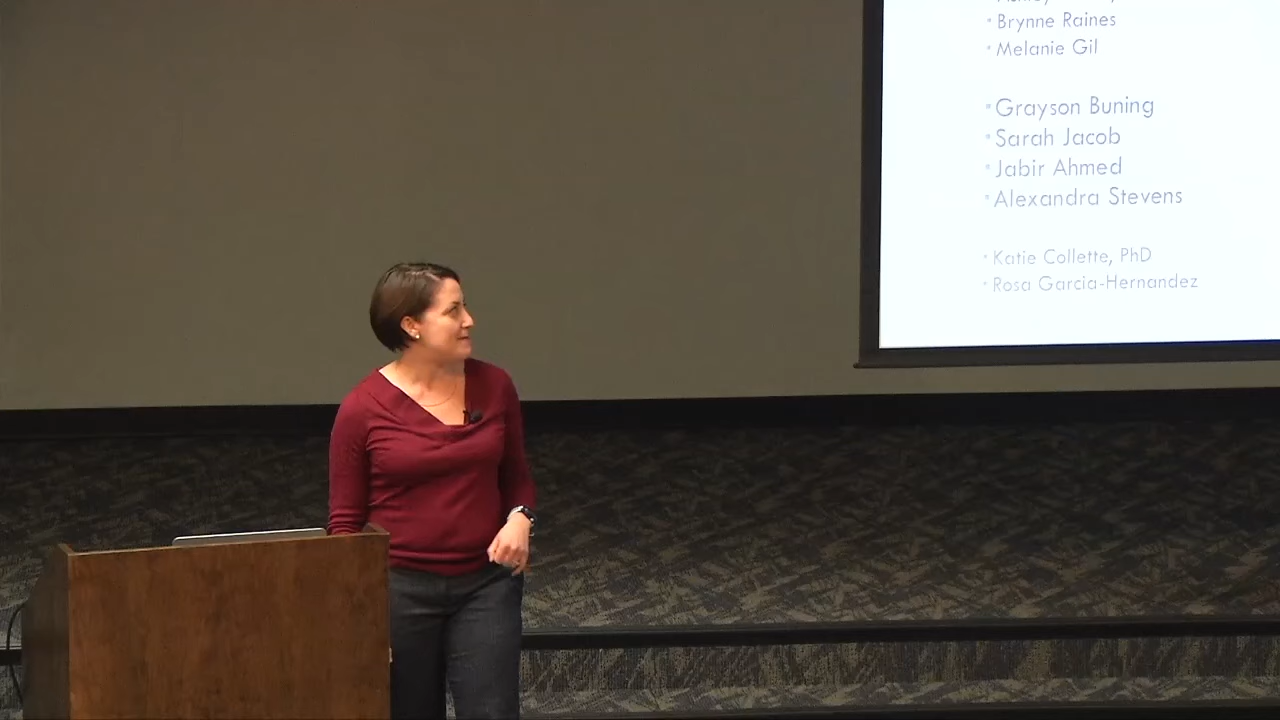 Brynne Raines
Melanie Gil
Grayson Buning
Sarah Jacob
Jabir Ahmed
Alexandra Stevens
Katie Collette, PhD
Rosa Garcia-Hernandez